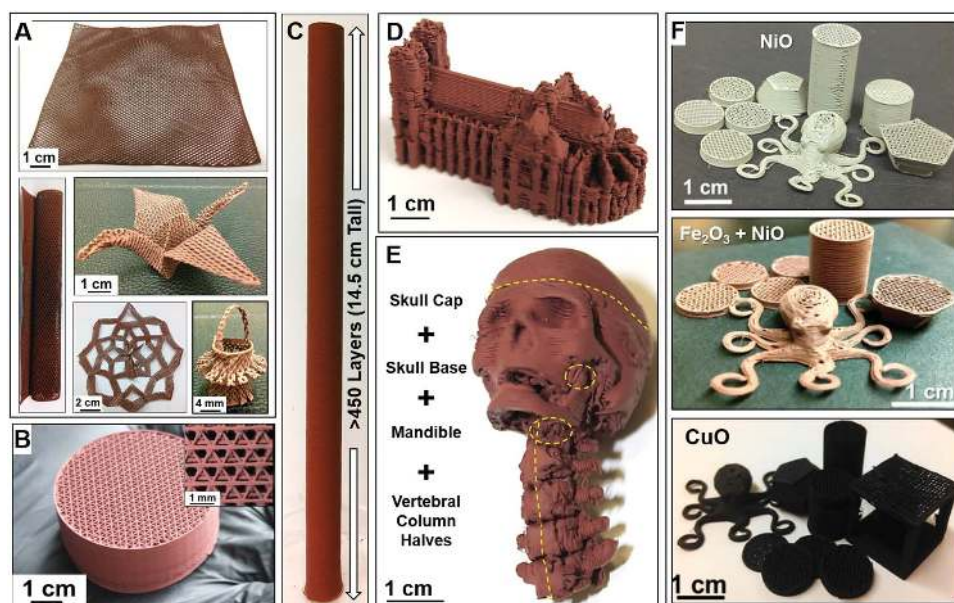 A
1 cm
1 cm
2 cm
4 mm
B
1 mm
1 cm
C
>450 Layers (14.5 cm Tall)
D
1 cm
E
Skull Cap
+
Skull Base
+
Mandible
+
Vertebral
Column
Halves
1 cm
F
NiO
1 cm
Fe₂O₃ + NiO
1 cm
CuO
1 cm